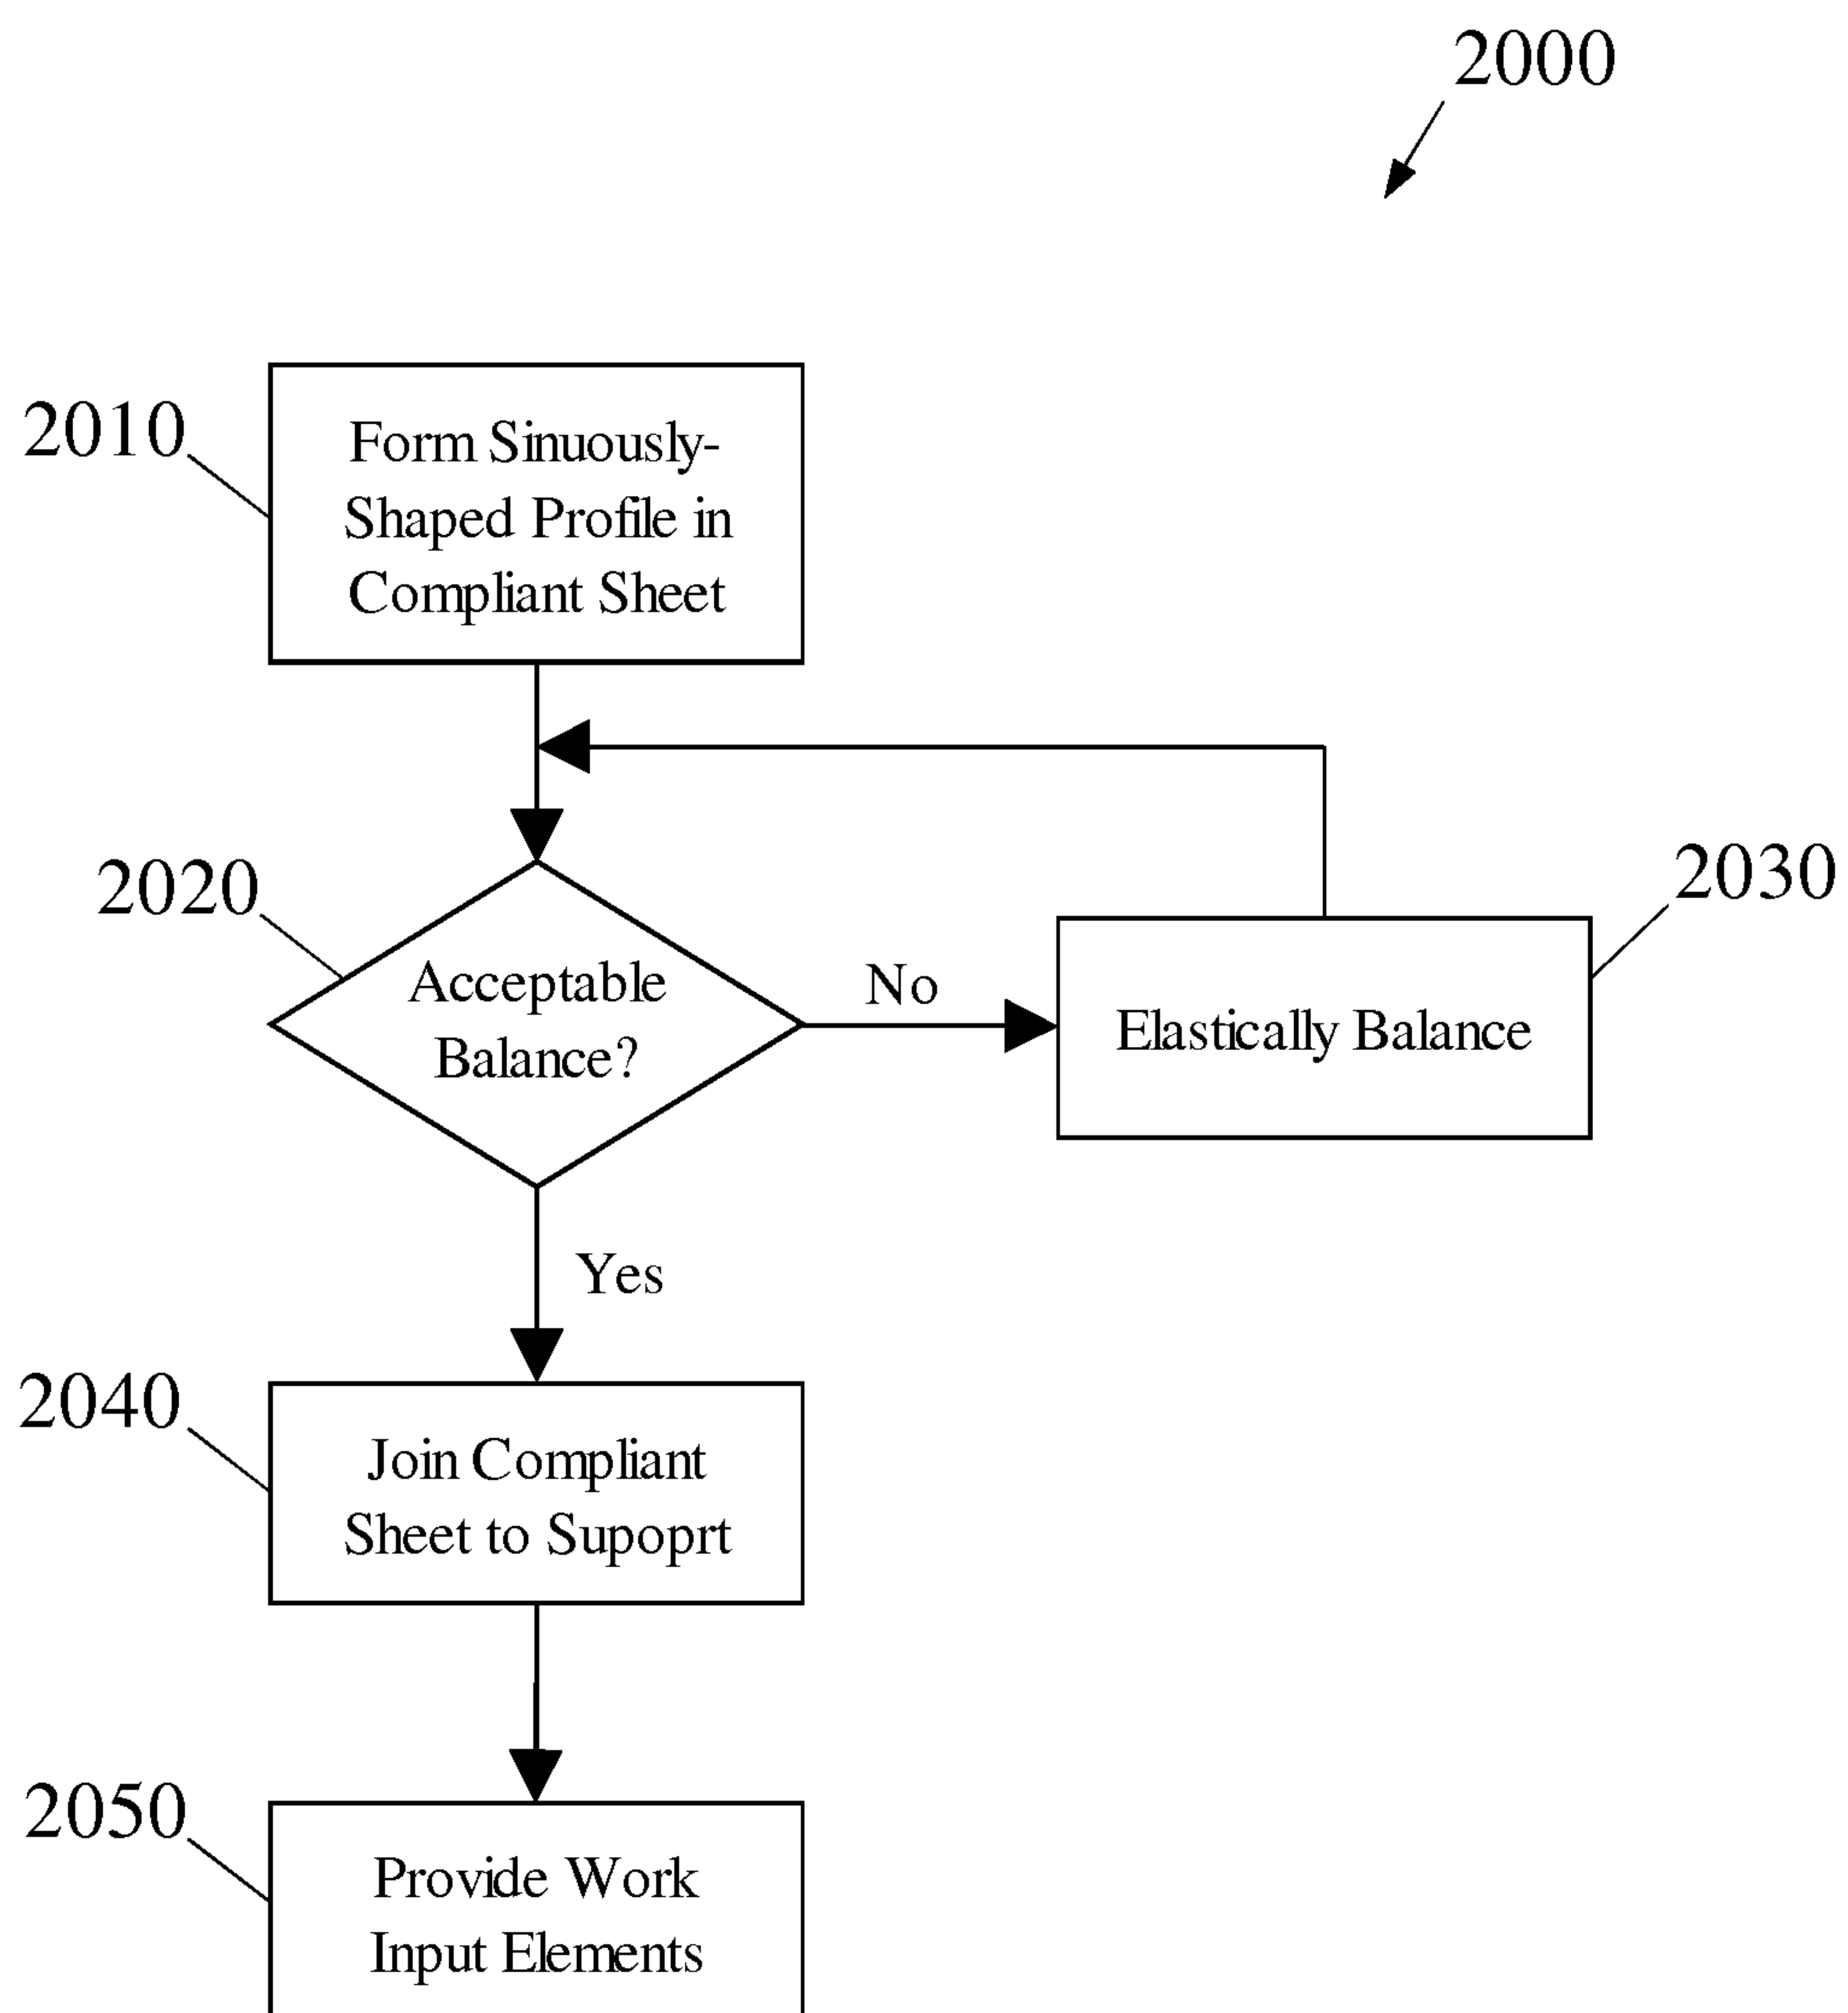 2000
2010
Form Sinuously-
Shaped Profile in
Compliant Sheet
2020
Acceptable
Balance?
No
2030
Elastically Balance
Yes
2040
Join Compliant
Sheet to Supoprt
2050
Provide Work
Input Elements